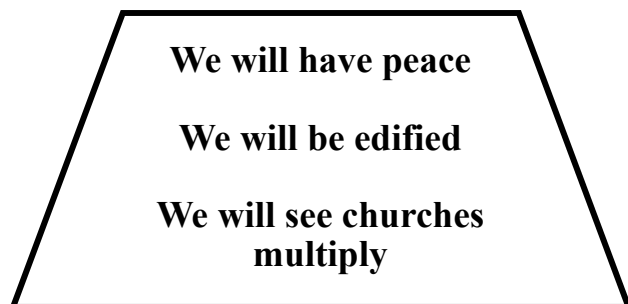 We will have peace
We will be edified
We will see churches
multiply